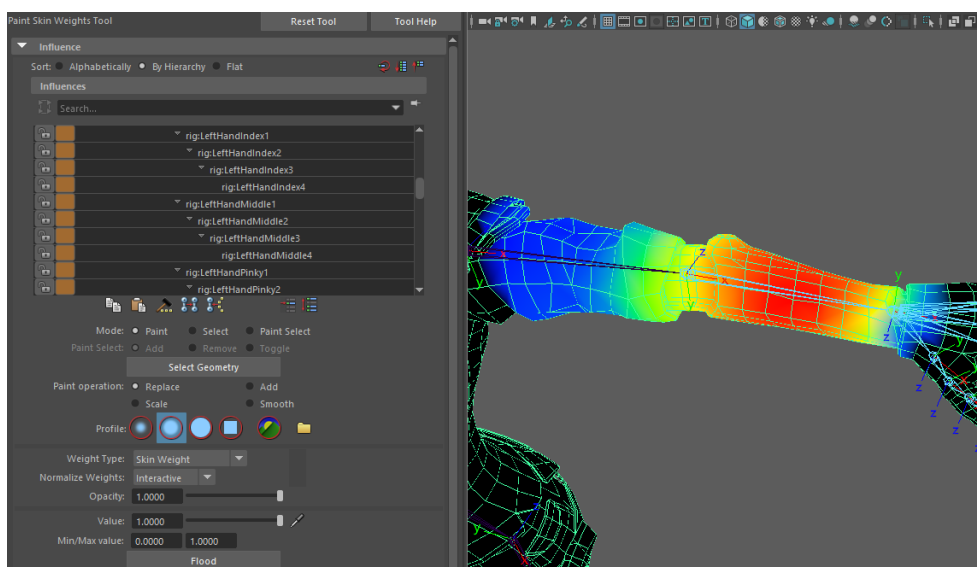 Paint Skin Weights Tool Reset Tool Tool Help
Influence
Sort: Alphabetically By Hierarchy Flat
Influences
Search...
rig:LeftHandIndex1
rig:LeftHandIndex2
rig:LeftHandIndex3
rig:LeftHandIndex4
rig:LeftHandMiddle1
rig:LeftHandMiddle2
rig:LeftHandMiddle3
rig:LeftHandMiddle4
rig:LeftHandPinky1
rig:LeftHandPinky2
Mode: Paint Select Paint Select
Paint Select: Add Remove Toggle
Select Geometry
Paint operation: Replace Add
Scale Smooth
Profile:
Weight Type: Skin Weight
Normalize Weights: Interactive
Opacity: 1.0000
Value: 1.0000
Min/Max value: 0.0000 1.0000
Flood
x
y
z
y
y
z
x
y
z
z
z
z
y
x